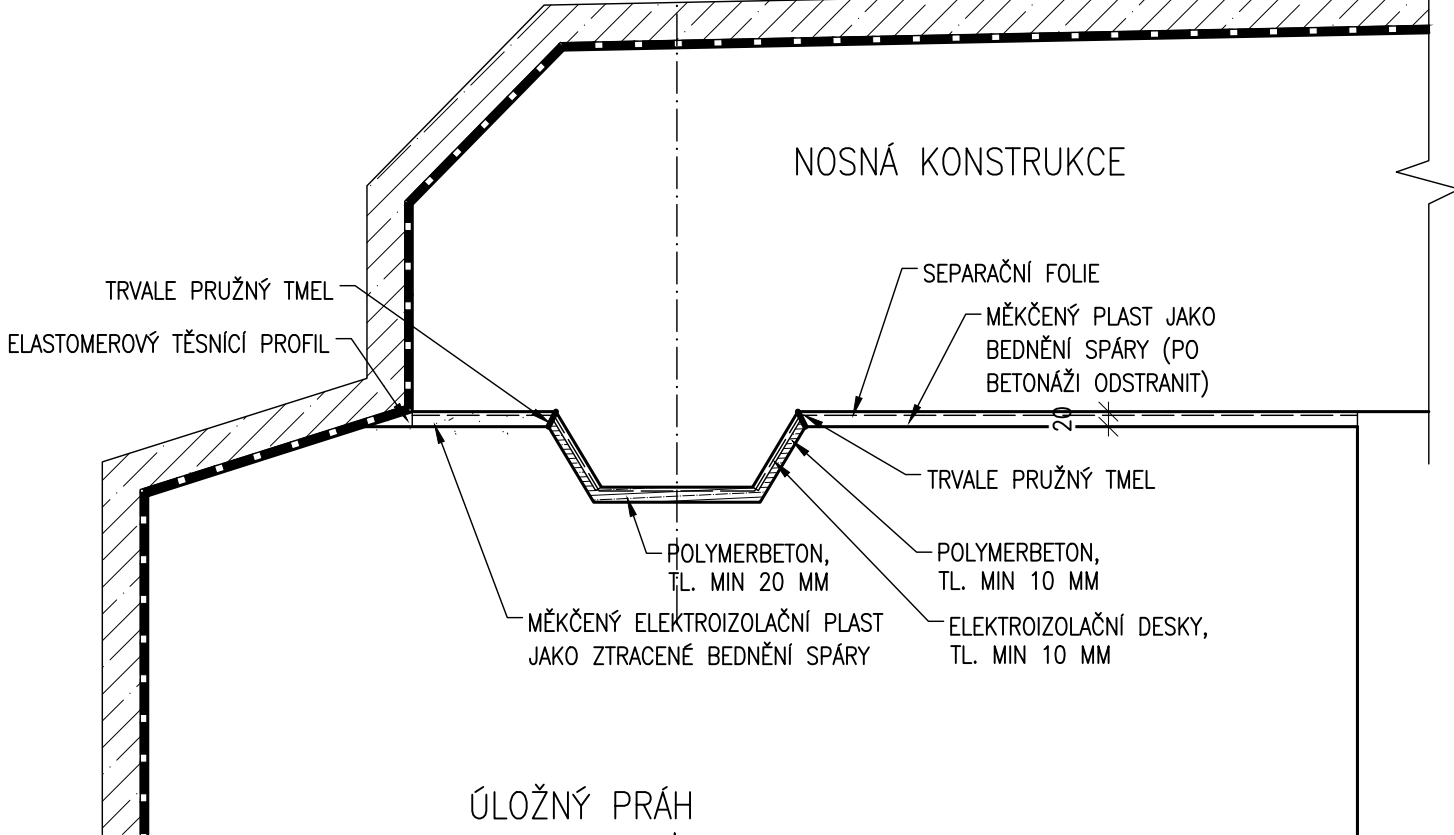 NOSNÁ KONSTRUKCE
TRVALE PRUŽNÝ TMEL
ELASTOMEROVÝ TĚSNÍCÍ PROFIL
SEPARAČNÍ FOLIE
MĚKČENÝ PLAST JAKO
BEDNĚNÍ SPÁRY (PO
BETONÁŽI ODSTRANIT)
20
TRVALE PRUŽNÝ TMEL
POLYMERBETON,
TL. MIN 20 MM
POLYMERBETON,
TL. MIN 10 MM
MĚKČENÝ ELEKTROIZOLAČNÍ PLAST
JAKO ZTRACENÉ BEDNĚNÍ SPÁRY
ELEKTROIZOLAČNÍ DESKY,
TL. MIN 10 MM
ÚLOŽNÝ PRÁH